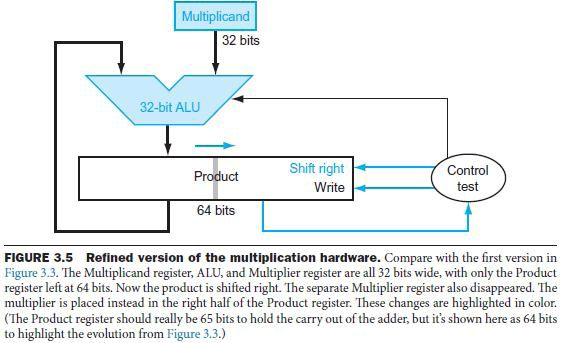 Multiplicand
32 bits
32-bit ALU
Product
Shift right
Write
Control
test
64 bits
FIGURE 3.5 Refined version of the multiplication hardware. Compare with the first version in
Figure 3.3. The Multiplicand register, ALU, and Multiplier register are all 32 bits wide, with only the Product
register left at 64 bits. Now the product is shifted right. The separate Multiplier register also disappeared. The
multiplier is placed instead in the right half of the Product register. These changes are highlighted in color.
(The Product register should really be 65 bits to hold the carry out of the adder, but it's shown here as 64 bits
to highlight the evolution from Figure 3.3.)